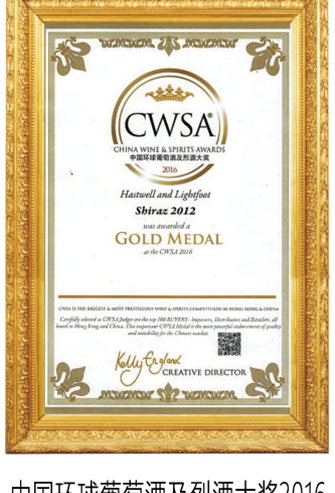 CWSA®
CHINA WINE & SPIRITS AWARDS
中国环球葡萄酒及烈酒大奖
2016
Hastwell and Lightfoot
Shiraz 2012
was awarded a
GOLD MEDAL
at the CWSA 2016
CWSA IS THE BIGGEST & MOST PRESTIGIOUS WINE & SPIRITS COMPETITION IN HONG KONG & CHINA
Carefully selected as CWSA Judges are the top 100 BUYERS - Importers, Distributors and Retailers, all
based in Hong Kong and China. This important CWSA Medal is the most powerful endorsement of quality
and suitability for the Chinese market.
Kelly England
CREATIVE DIRECTOR
中国环球葡萄酒及烈酒大奖2016